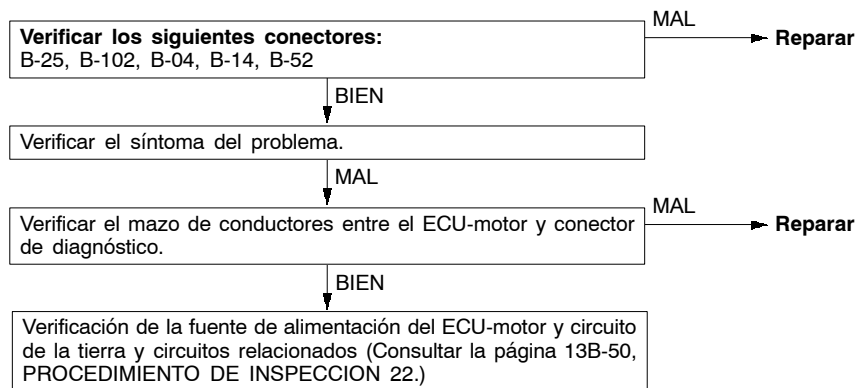 Verificar los siguientes conectores:
B-25, B-102, B-04, B-14, B-52
MAL
Reparar
BIEN
Verificar el síntoma del problema.
MAL
Verificar el mazo de conductores entre el ECU-motor y conector
de diagnóstico.
MAL
Reparar
BIEN
Verificación de la fuente de alimentación del ECU-motor y circuito
de la tierra y circuitos relacionados (Consultar la página 13B-50,
PROCEDIMIENTO DE INSPECCION 22.)